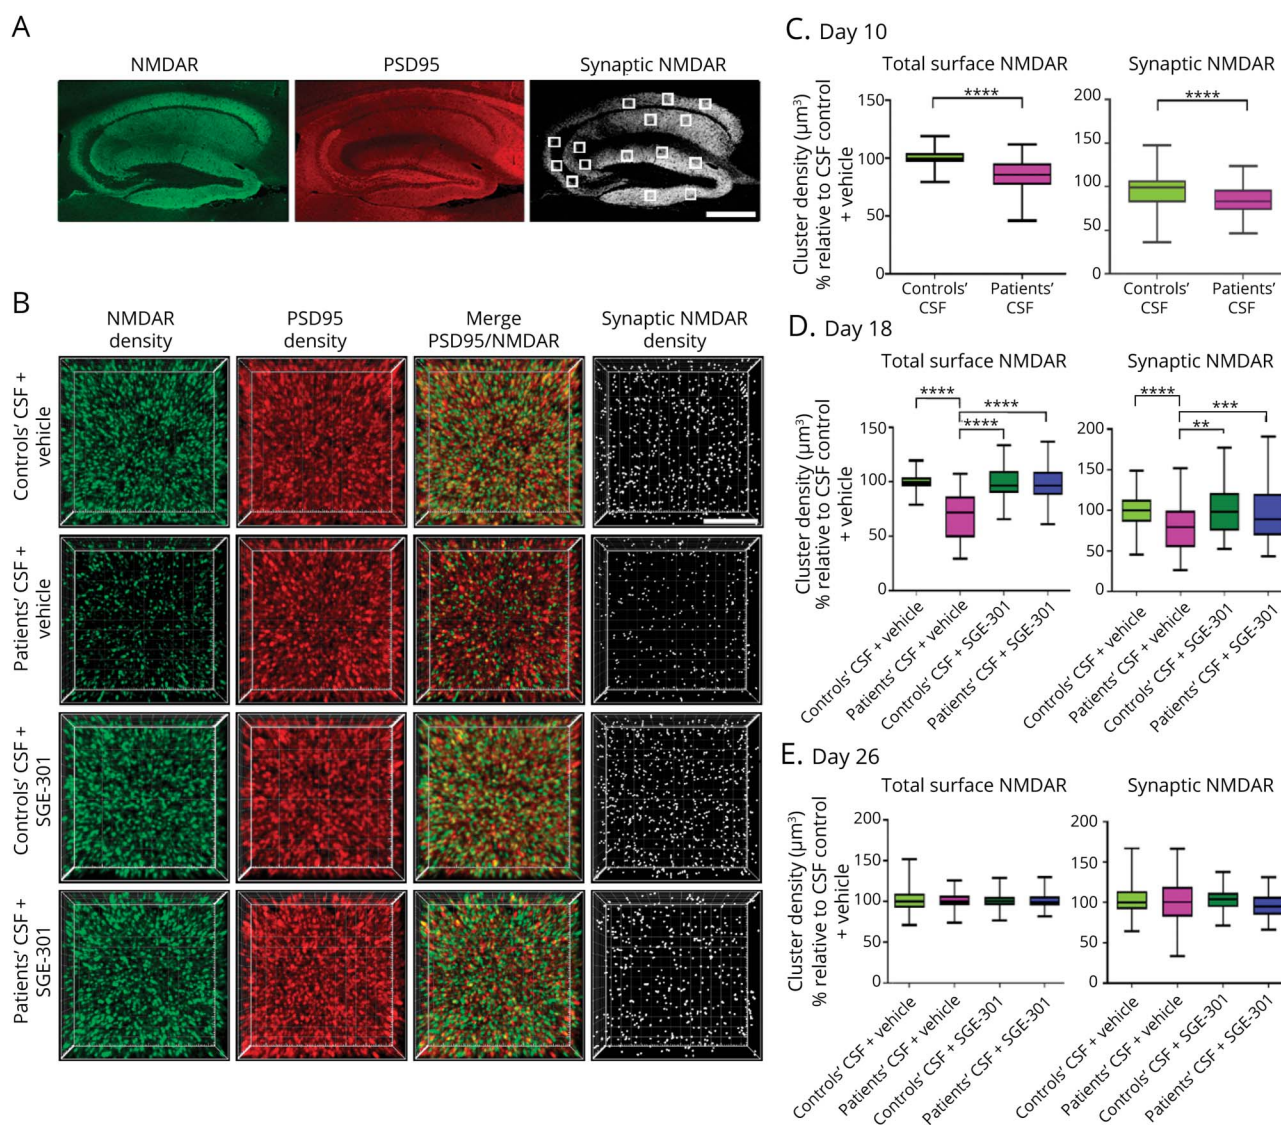 A
NMDAR
PSD95
Synaptic NMDAR
B
NMDAR
density
PSD95
density
Merge
PSD95/NMDAR
Synaptic NMDAR
density
Controls' CSF +
vehicle
Patients' CSF +
vehicle
Controls' CSF +
SGE-301
Patients' CSF +
SGE-301
C. Day 10
Total surface NMDAR
Synaptic NMDAR
Cluster density (µm³)
% relative to CSF control
+ vehicle
150
100
50
0
****
Controls'
CSF
Patients'
CSF
200
150
100
50
0
****
Controls'
CSF
Patients'
CSF
D. Day 18
Total surface NMDAR
Synaptic NMDAR
Cluster density (µm³)
% relative to CSF control
+ vehicle
150
100
50
0
****
****
****
Controls' CSF + vehicle
Patients' CSF + vehicle
Controls' CSF + SGE-301
Patients' CSF + SGE-301
200
150
100
50
0
****
***
**
Controls' CSF + vehicle
Patients' CSF + vehicle
Controls' CSF + SGE-301
Patients' CSF + SGE-301
E. Day 26
Total surface NMDAR
Synaptic NMDAR
Cluster density (µm³)
% relative to CSF control
+ vehicle
200
150
100
50
0
Controls' CSF + vehicle
Patients' CSF + vehicle
Controls' CSF + SGE-301
Patients' CSF + SGE-301
200
150
100
50
0
Controls' CSF + vehicle
Patients' CSF + vehicle
Controls' CSF + SGE-301
Patients' CSF + SGE-301